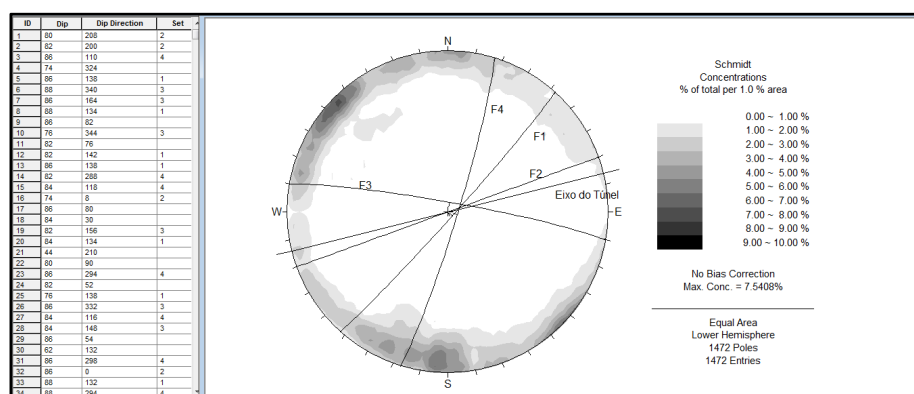 ID Dip Dip Direction Set
1 80 208 2
2 82 200 2
3 86 110 4
4 74 324
5 86 138 1
6 88 340 3
7 86 164 3
8 88 134 1
9 86 82
10 76 344 3
11 82 76
12 82 142 1
13 86 138 1
14 82 288 4
15 84 118 4
16 74 8 2
17 86 80
18 84 30
19 82 156 3
20 84 134 1
21 44 210
22 80 90
23 86 294 4
24 82 52
25 76 138 1
26 86 332 3
27 84 116 4
28 84 148 3
29 86 54
30 62 132
31 86 298 4
32 86 0 2
33 88 132 1
34 88 294 4
N
F4
F1
F2
F3
Eixo do Túnel
W
E
S
Schmidt
Concentrations
% of total per 1.0 % area
0.00 ~ 1.00 %
1.00 ~ 2.00 %
2.00 ~ 3.00 %
3.00 ~ 4.00 %
4.00 ~ 5.00 %
5.00 ~ 6.00 %
6.00 ~ 7.00 %
7.00 ~ 8.00 %
8.00 ~ 9.00 %
9.00 ~ 10.00 %
No Bias Correction
Max. Conc. = 7.5408%
Equal Area
Lower Hemisphere
1472 Poles
1472 Entries